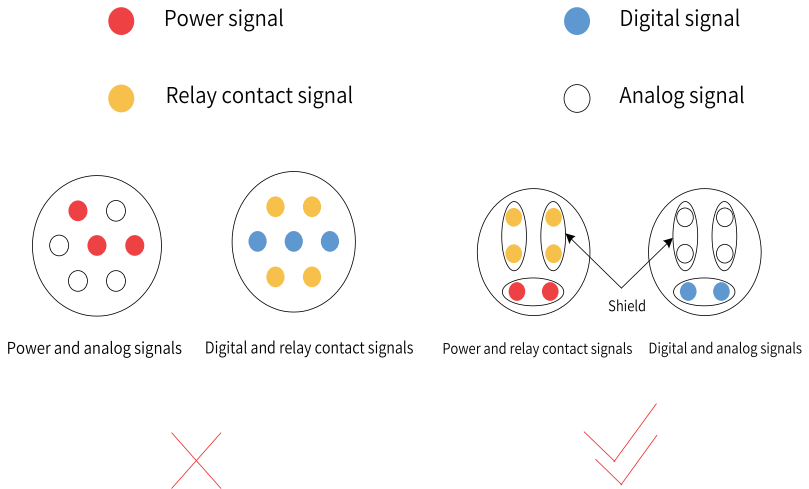 Power signal
Digital signal
Relay contact signal
Analog signal
Shield
Power and analog signals
Digital and relay contact signals
Power and relay contact signals
Digital and analog signals